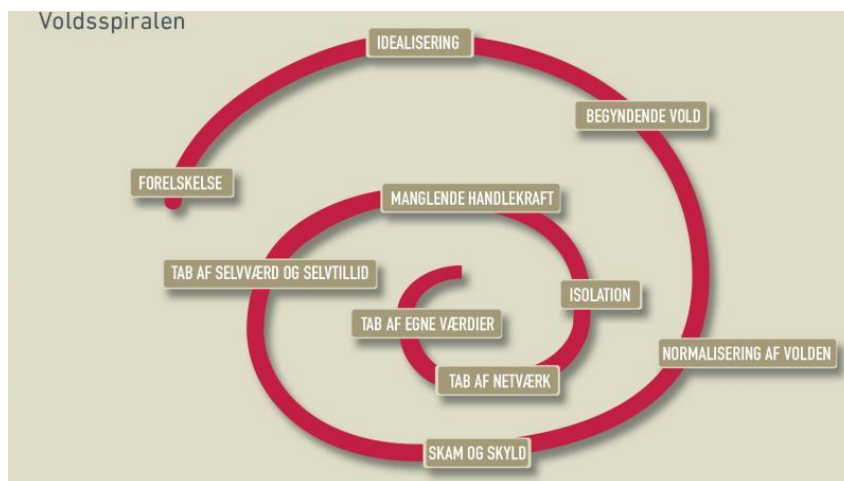 Voldsspiralen
FORELSKELSE
IDEALISERING
BEGYNDENDE VOLD
NORMALISERING AF VOLDEN
SKAM OG SKYLD
TAB AF SELVVÆRD OG SELVTILLID
MANGLENDE HANDLEKRAFT
ISOLATION
TAB AF NETVÆRK
TAB AF EGNE VÆRDIER